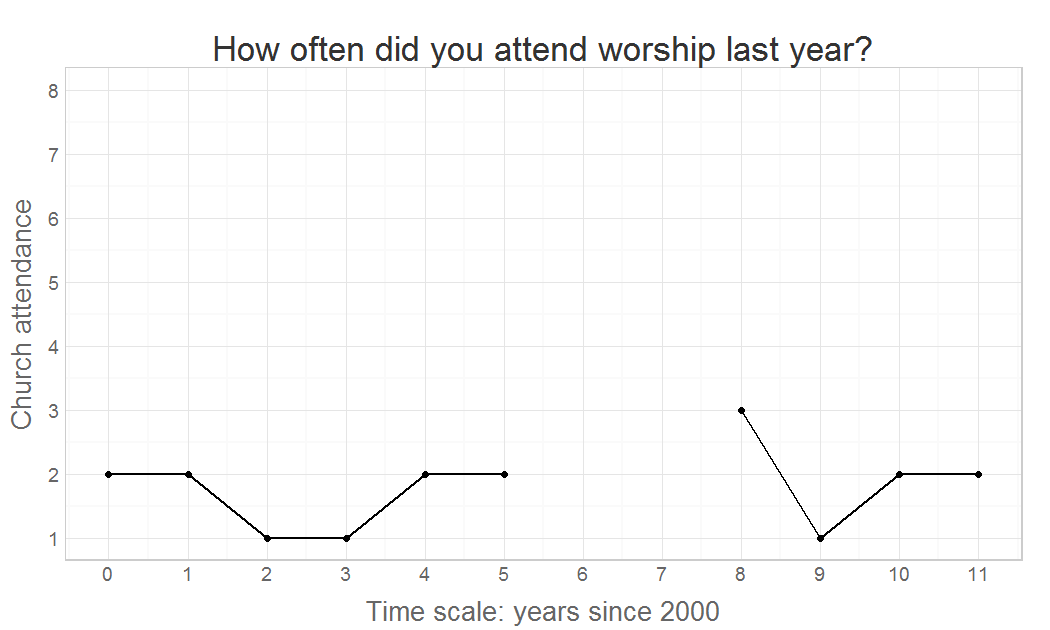 How often did you attend worship last year?
8
7
6
5
4
3
2
1
Church attendance
0 1 2 3 4 5 6 7 8 9 10 11
Time scale: years since 2000